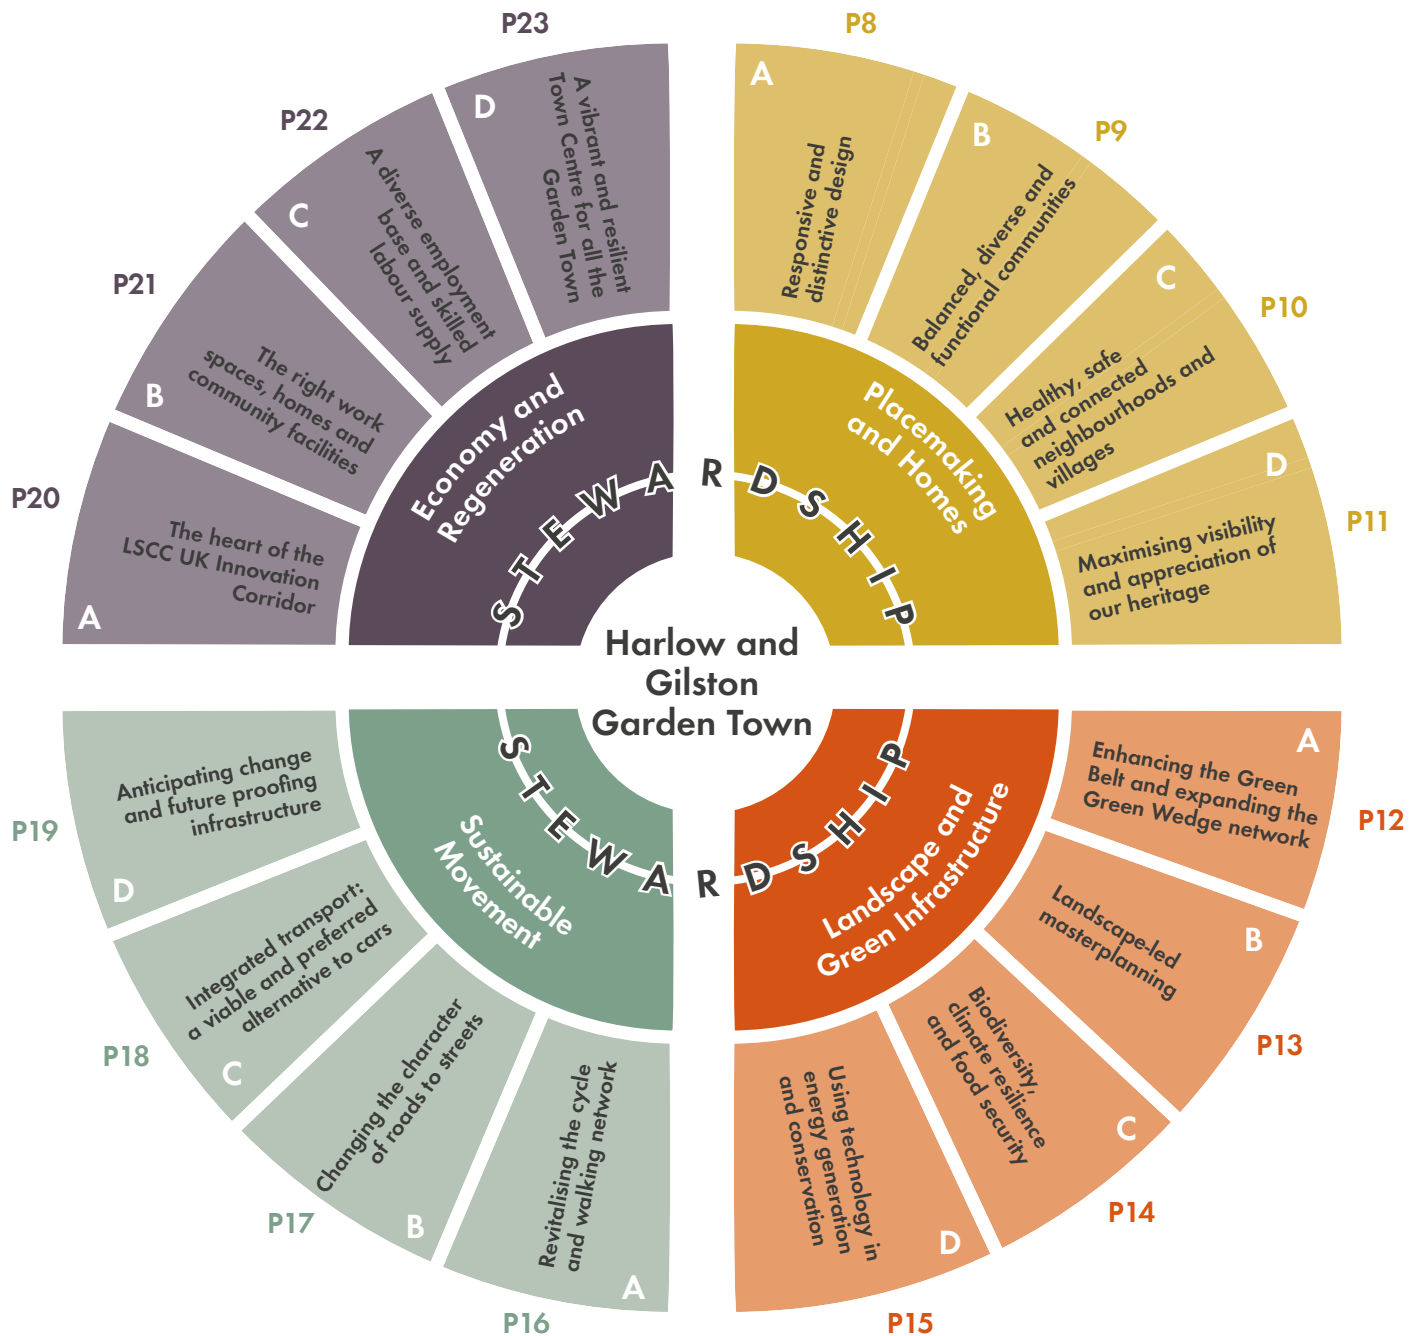 Harlow and
Gilston
Garden Town
STEWARDSHIP
STEWARDSHIP
Placemaking
and Homes
P8
A
Responsive and
distinctive design
P9
B
Balanced, diverse and
functional communities
P10
C
Healthy, safe
and connected
neighbourhoods and
villages
P11
D
Maximising visibility
and appreciation of
our heritage
Landscape and
Green Infrastructure
P12
A
Enhancing the Green
Belt and expanding the
Green Wedge network
P13
B
Landscape-led
masterplanning
P14
C
Biodiversity,
climate resilience
and food security
P15
D
Using technology in
energy generation
and conservation
Sustainable
Movement
P16
A
Revitalising the cycle
and walking network
P17
B
Changing the character
of roads to streets
P18
C
Integrated transport:
a viable and preferred
alternative to cars
P19
D
Anticipating change
and future proofing
infrastructure
Economy and
Regeneration
P20
A
The heart of the
LSCC UK Innovation
Corridor
P21
B
The right work
spaces, homes and
community facilities
P22
C
A diverse employment
base and skilled
labour supply
P23
D
A vibrant and resilient
Town Centre for all the
Garden Town